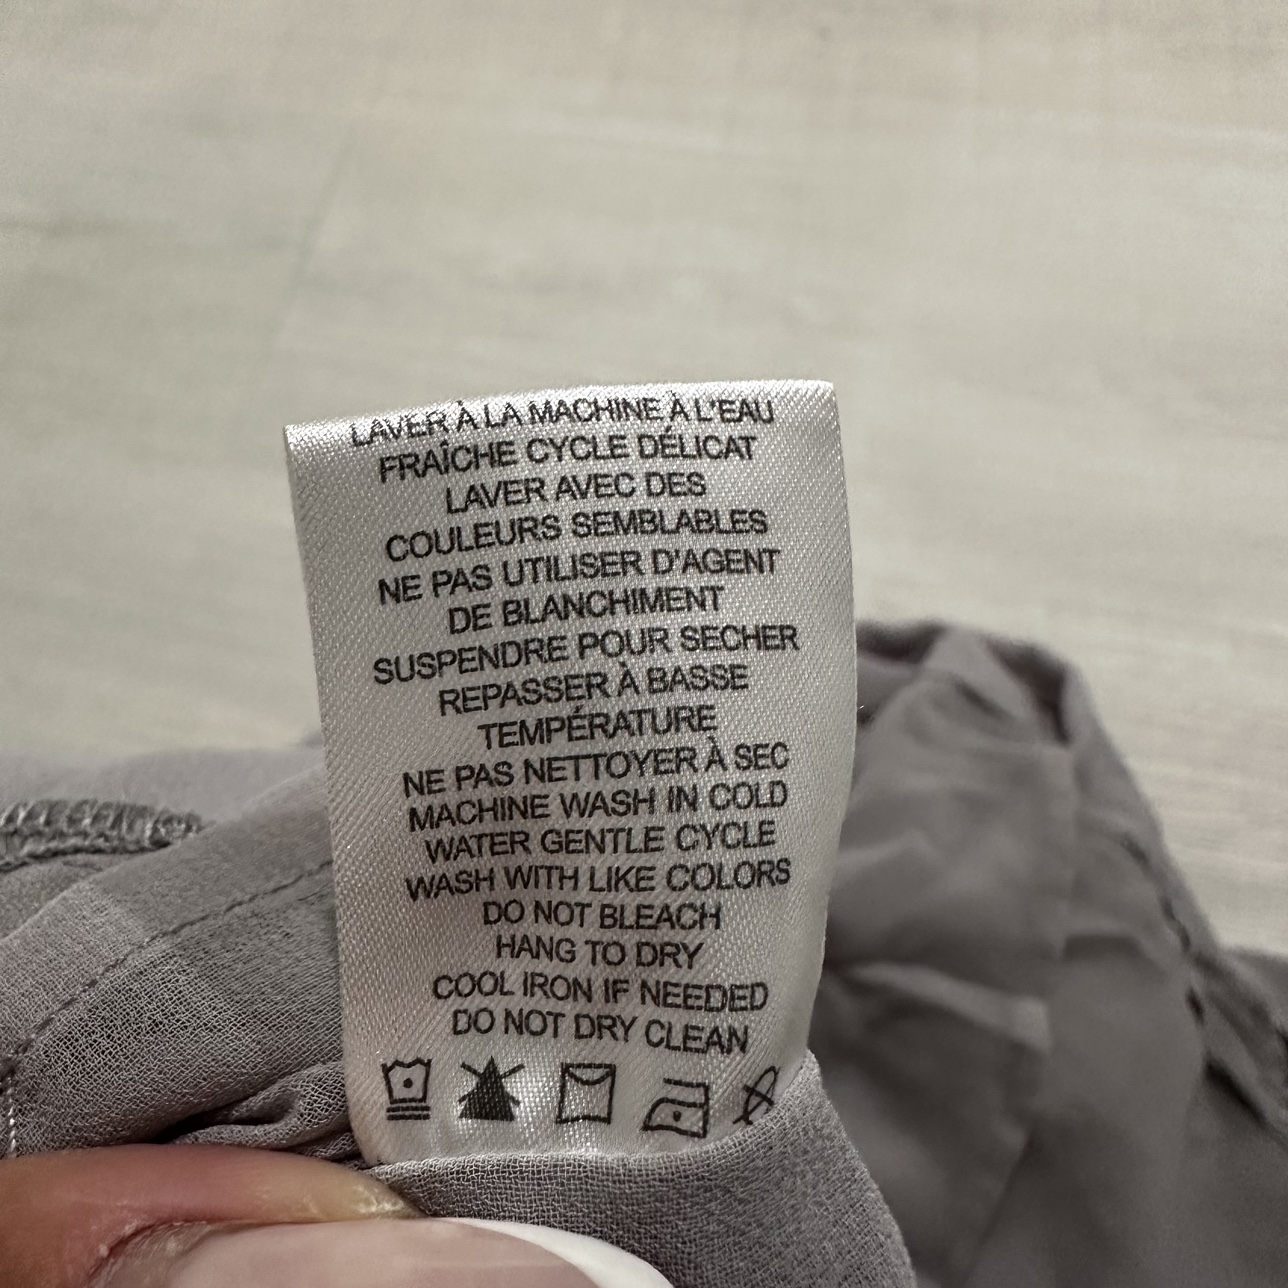 LAVER À LA MACHINE À L'EAU
FRAÎCHE CYCLE DÉLICAT
LAVER AVEC DES
COULEURS SEMBLABLES
NE PAS UTILISER D'AGENT
DE BLANCHIMENT
SUSPENDRE POUR SECHER
REPASSER À BASSE
TEMPÉRATURE
NE PAS NETTOYER À SEC
MACHINE WASH IN COLD
WATER GENTLE CYCLE
WASH WITH LIKE COLORS
DO NOT BLEACH
HANG TO DRY
COOL IRON IF NEEDED
DO NOT DRY CLEAN